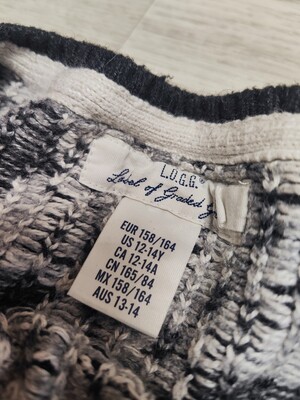 L.O.G.G.
Label of Graded
EUR 158/164
US 12-14Y
CA 12-14A
CN 165/84
MX 158/164
AUS 13-14